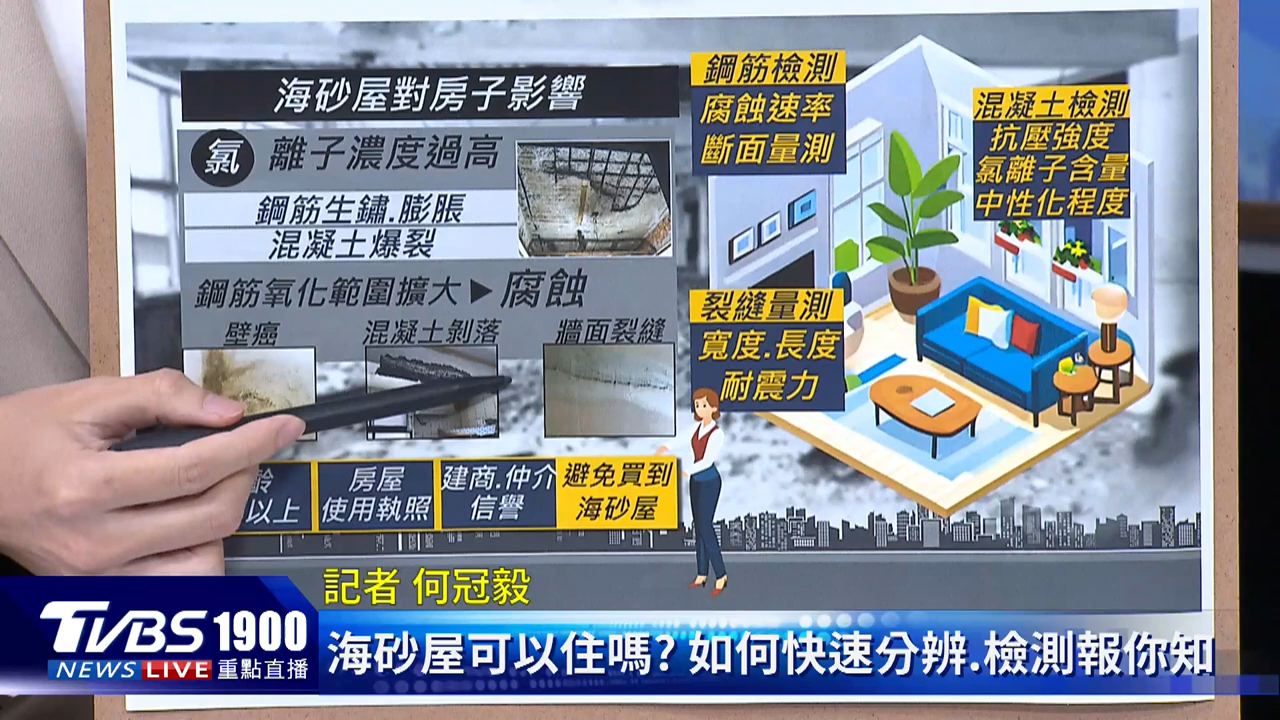 海砂屋對房子影響
氯 離子濃度過高
鋼筋生鏽.膨脹
混凝土爆裂
鋼筋氧化範圍擴大▶腐蝕
壁癌 混凝土剝落 牆面裂縫
齡
以上
房屋
使用執照
建商.仲介
信譽
避免買到
海砂屋
鋼筋檢測
腐蝕速率
斷面量測
混凝土檢測
抗壓強度
氯離子含量
中性化程度
裂縫量測
寬度.長度
耐震力
記者 何冠毅
TVBS 1900
NEWS LIVE 重點直播
海砂屋可以住嗎? 如何快速分辨.檢測報你知